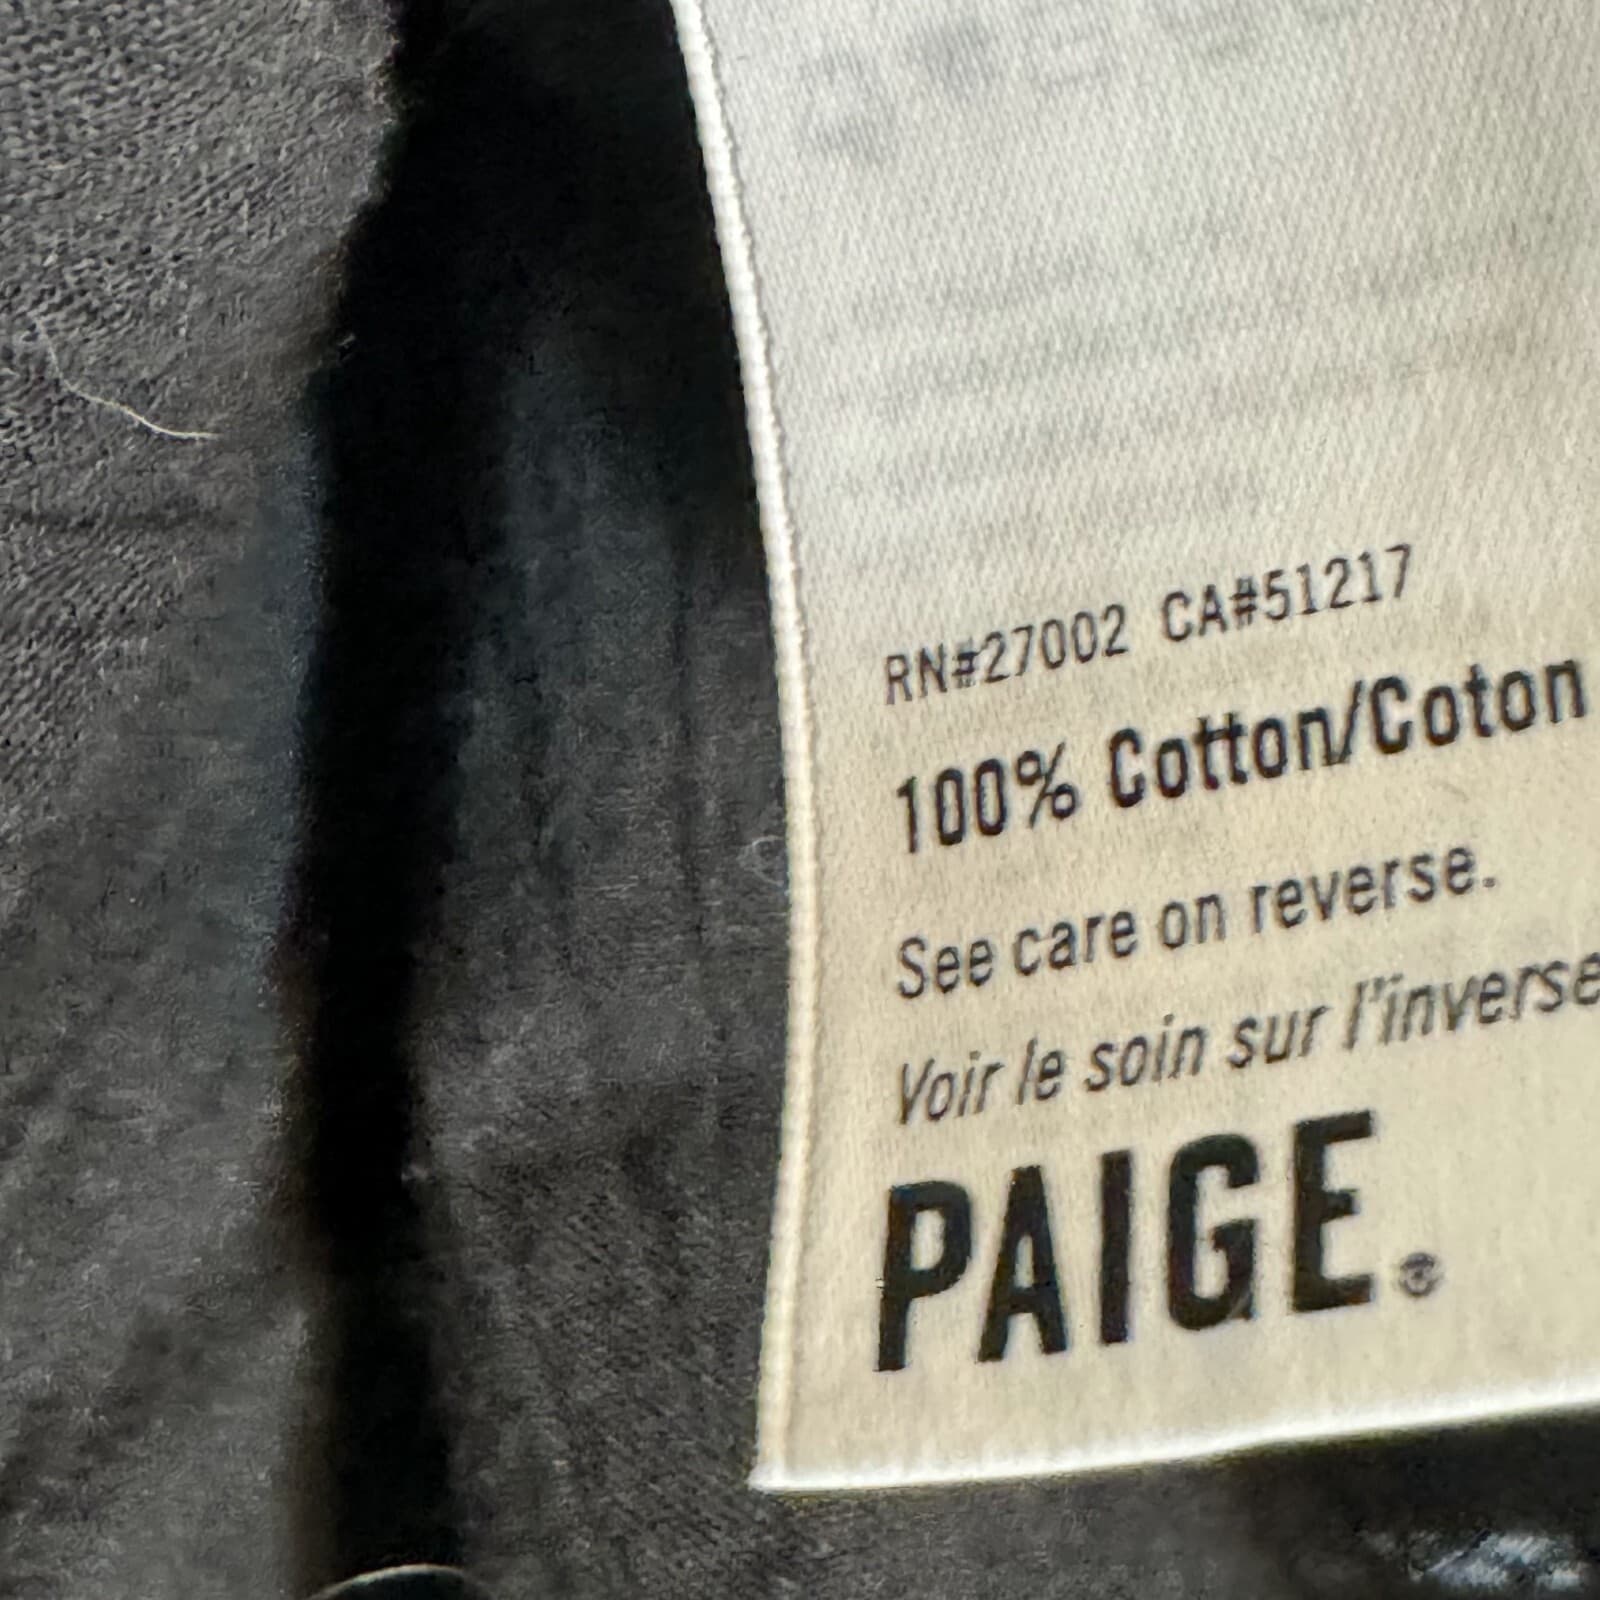 RN#27002 CA#51217
100% Cotton/Coton
See care on reverse.
Voir le soin sur l'inverse
PAIGE.®